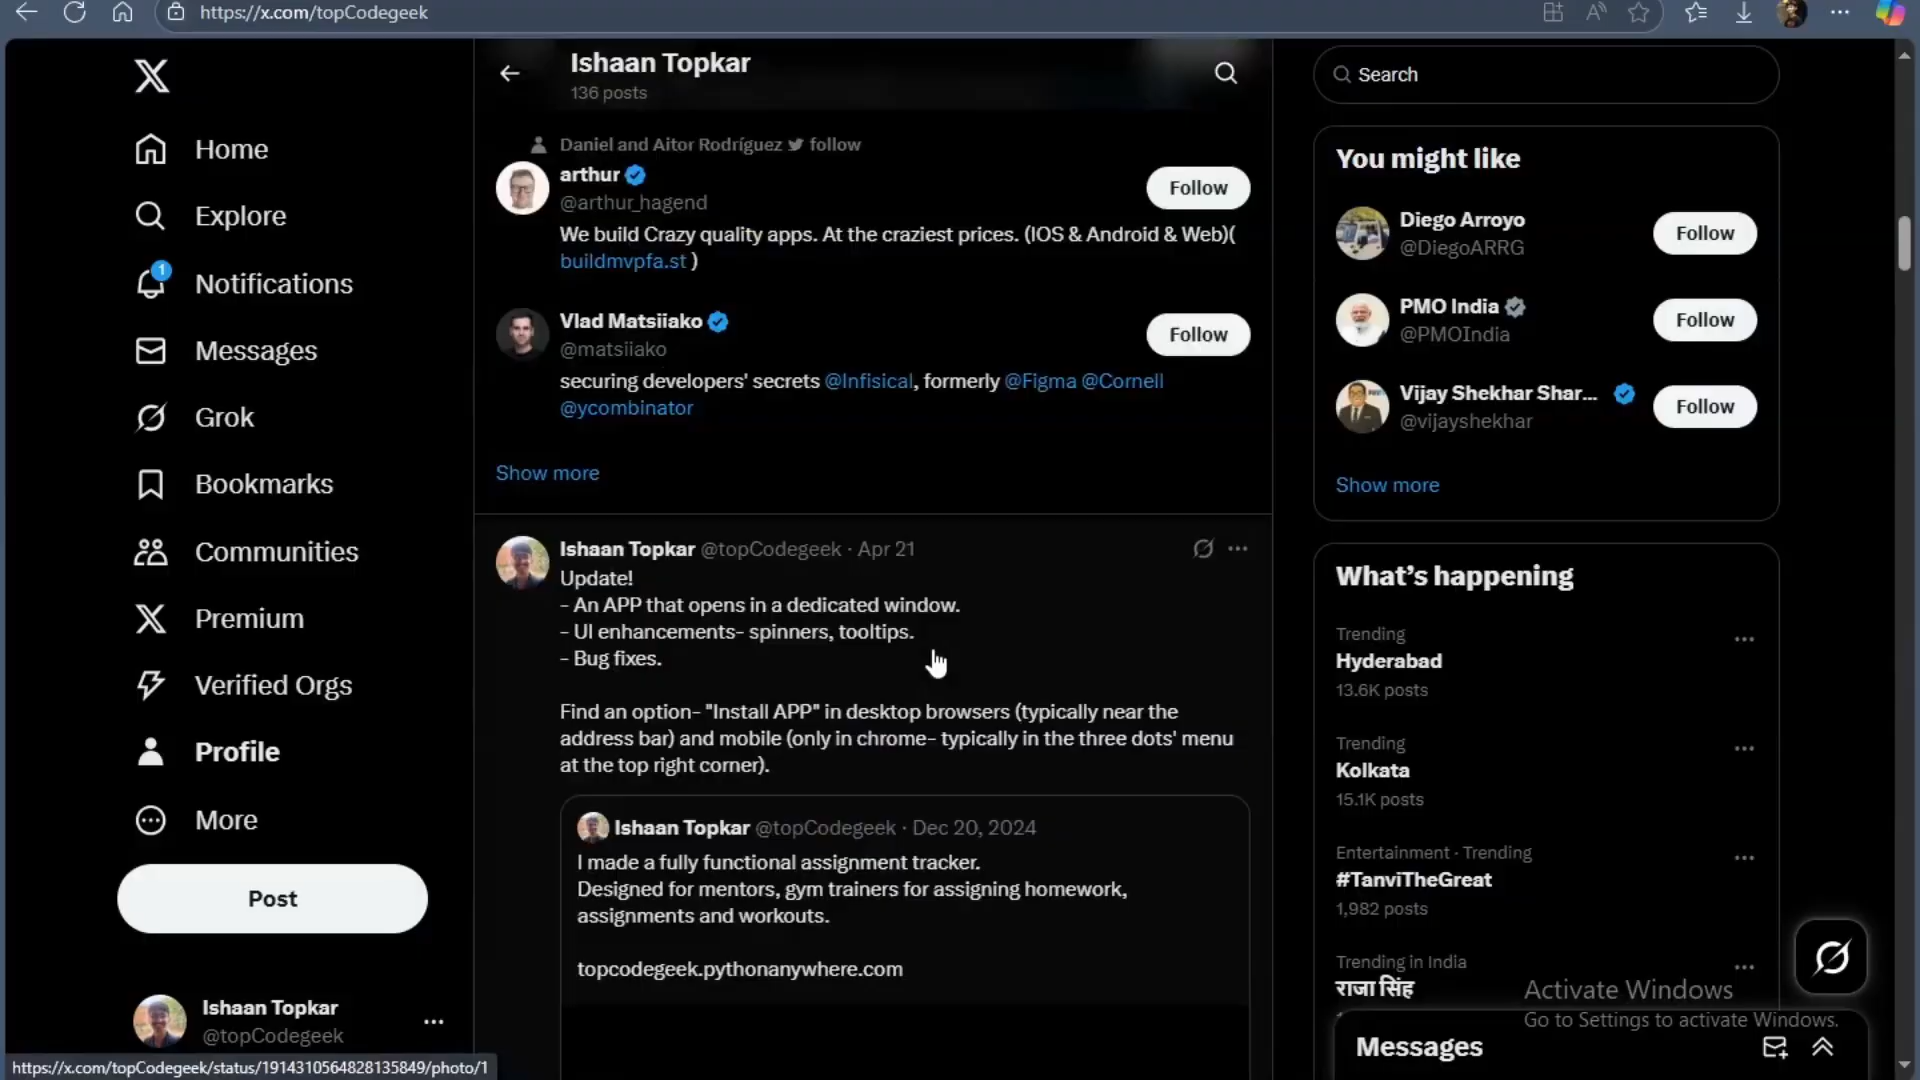 https://x.com/topCodegeek
Home
Explore
1
Notifications
Messages
Grok
Bookmarks
Communities
Premium
Verified Orgs
Profile
More
Post
Ishaan Topkar
@topCodegeek
https://x.com/topCodegeek/status/1914310564828135849/photo/1
Ishaan Topkar
136 posts
Daniel and Aitor Rodríguez follow
arthur
@arthur_hagend
Follow
We build Crazy quality apps. At the craziest prices. (IOS & Android & Web)(
buildmvpfa.st )
Vlad Matsiiako
@matsiiako
Follow
securing developers' secrets @Infisical, formerly @Figma @Cornell
@ycombinator
Show more
Ishaan Topkar @topCodegeek · Apr 21
Update!
- An APP that opens in a dedicated window.
- UI enhancements- spinners, tooltips.
- Bug fixes.
Find an option- "Install APP" in desktop browsers (typically near the
address bar) and mobile (only in chrome- typically in the three dots' menu
at the top right corner).
Ishaan Topkar @topCodegeek · Dec 20, 2024
I made a fully functional assignment tracker.
Designed for mentors, gym trainers for assigning homework,
assignments and workouts.
topcodegeek.pythonanywhere.com
Search
You might like
Diego Arroyo
@DiegoARRG
Follow
PMO India
@PMOIndia
Follow
Vijay Shekhar Shar...
@vijayshekhar
Follow
Show more
What's happening
Trending
Hyderabad
13.6K posts
Trending
Kolkata
15.1K posts
Entertainment · Trending
#TanviTheGreat
1,982 posts
Trending in India
राजा सिंह
Activate Windows
Go to Settings to activate Windows.
Messages